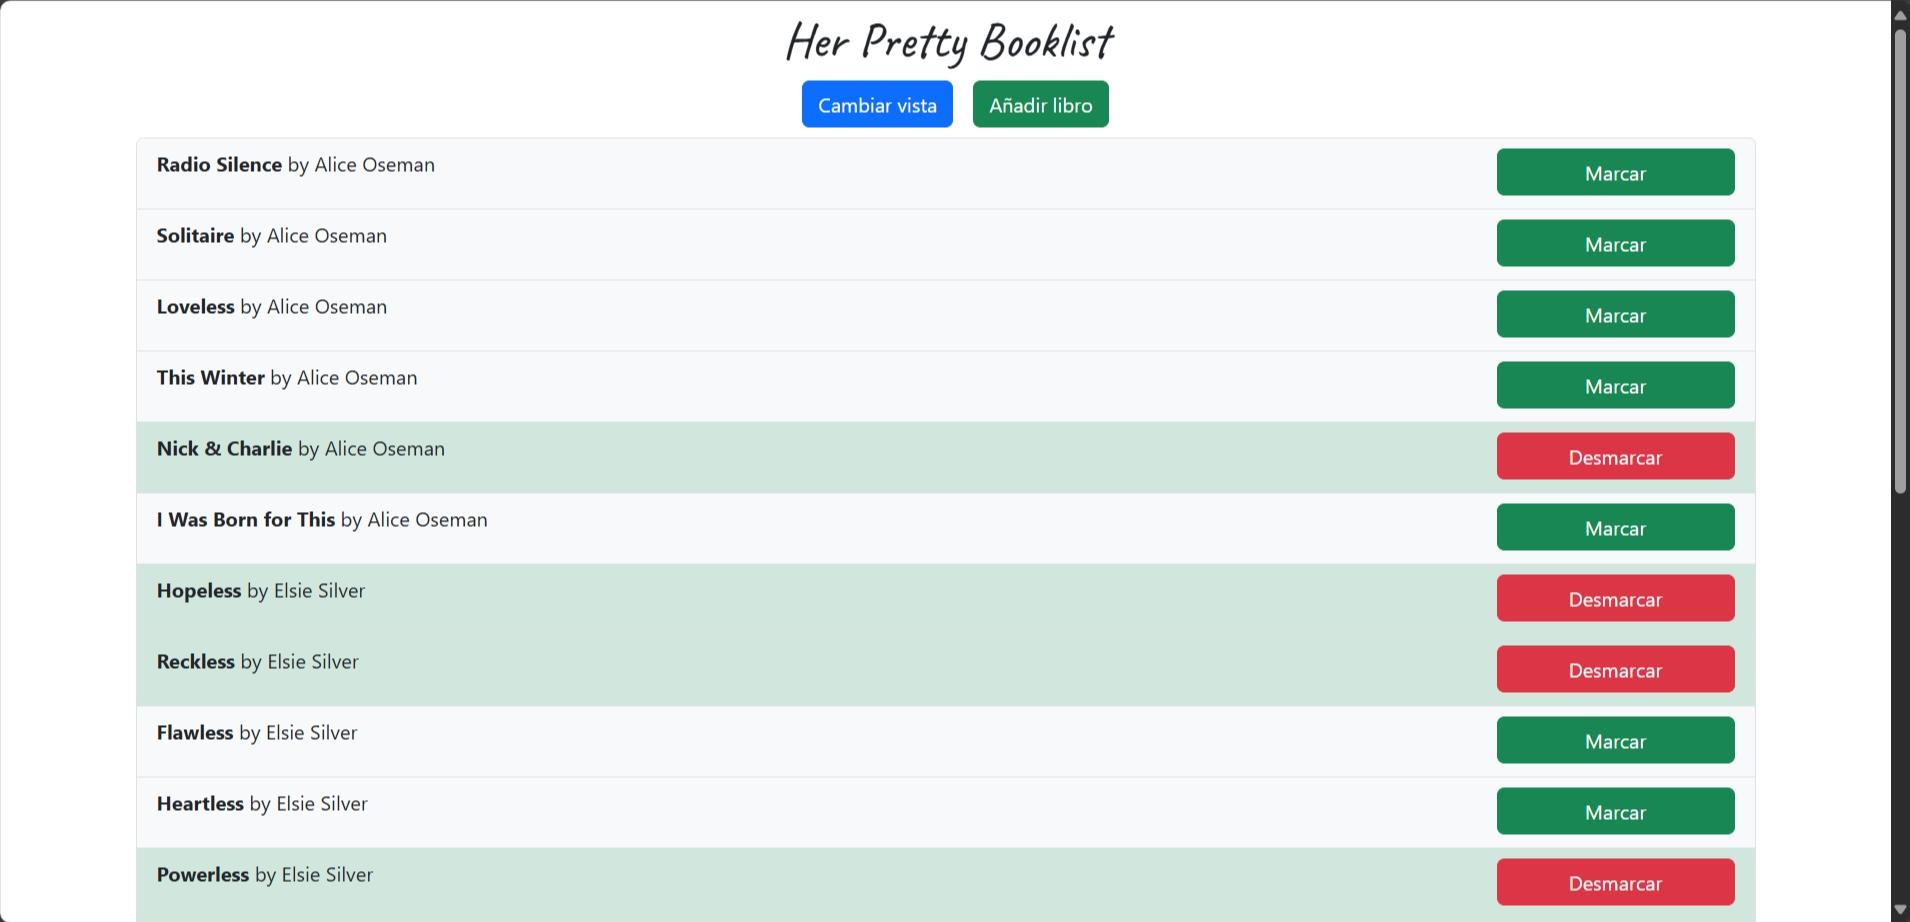 Her Pretty Booklist
Cambiar vista Añadir libro
Radio Silence by Alice Oseman Marcar
Solitaire by Alice Oseman Marcar
Loveless by Alice Oseman Marcar
This Winter by Alice Oseman Marcar
Nick & Charlie by Alice Oseman Desmarcar
I Was Born for This by Alice Oseman Marcar
Hopeless by Elsie Silver Desmarcar
Reckless by Elsie Silver Desmarcar
Flawless by Elsie Silver Marcar
Heartless by Elsie Silver Marcar
Powerless by Elsie Silver Desmarcar